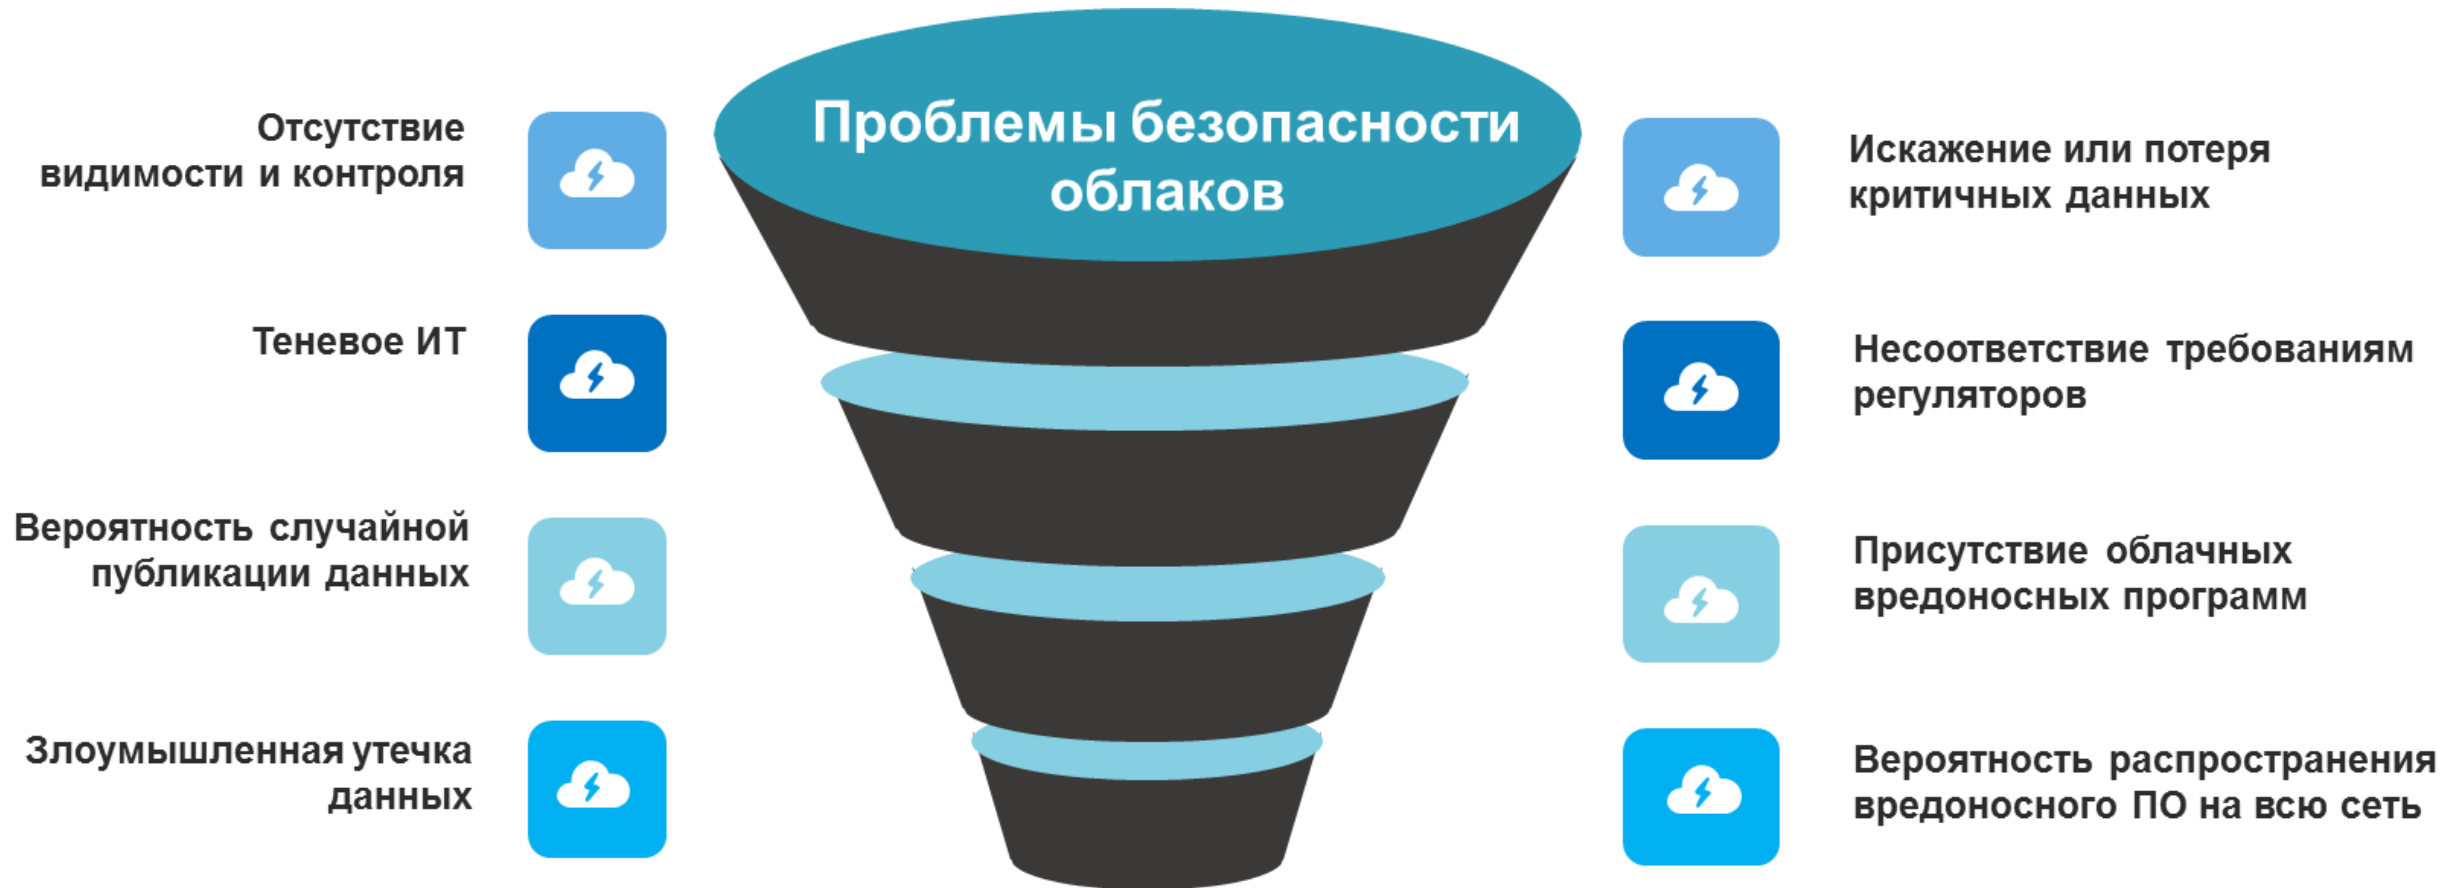 Проблемы безопасности
облаков
Отсутствие
видимости и контроля
Теневое ИТ
Вероятность случайной
публикации данных
Злоумышленная утечка
данных
Искажение или потеря
критичных данных
Несоответствие требованиям
регуляторов
Присутствие облачных
вредоносных программ
Вероятность распространения
вредоносного ПО на всю сеть